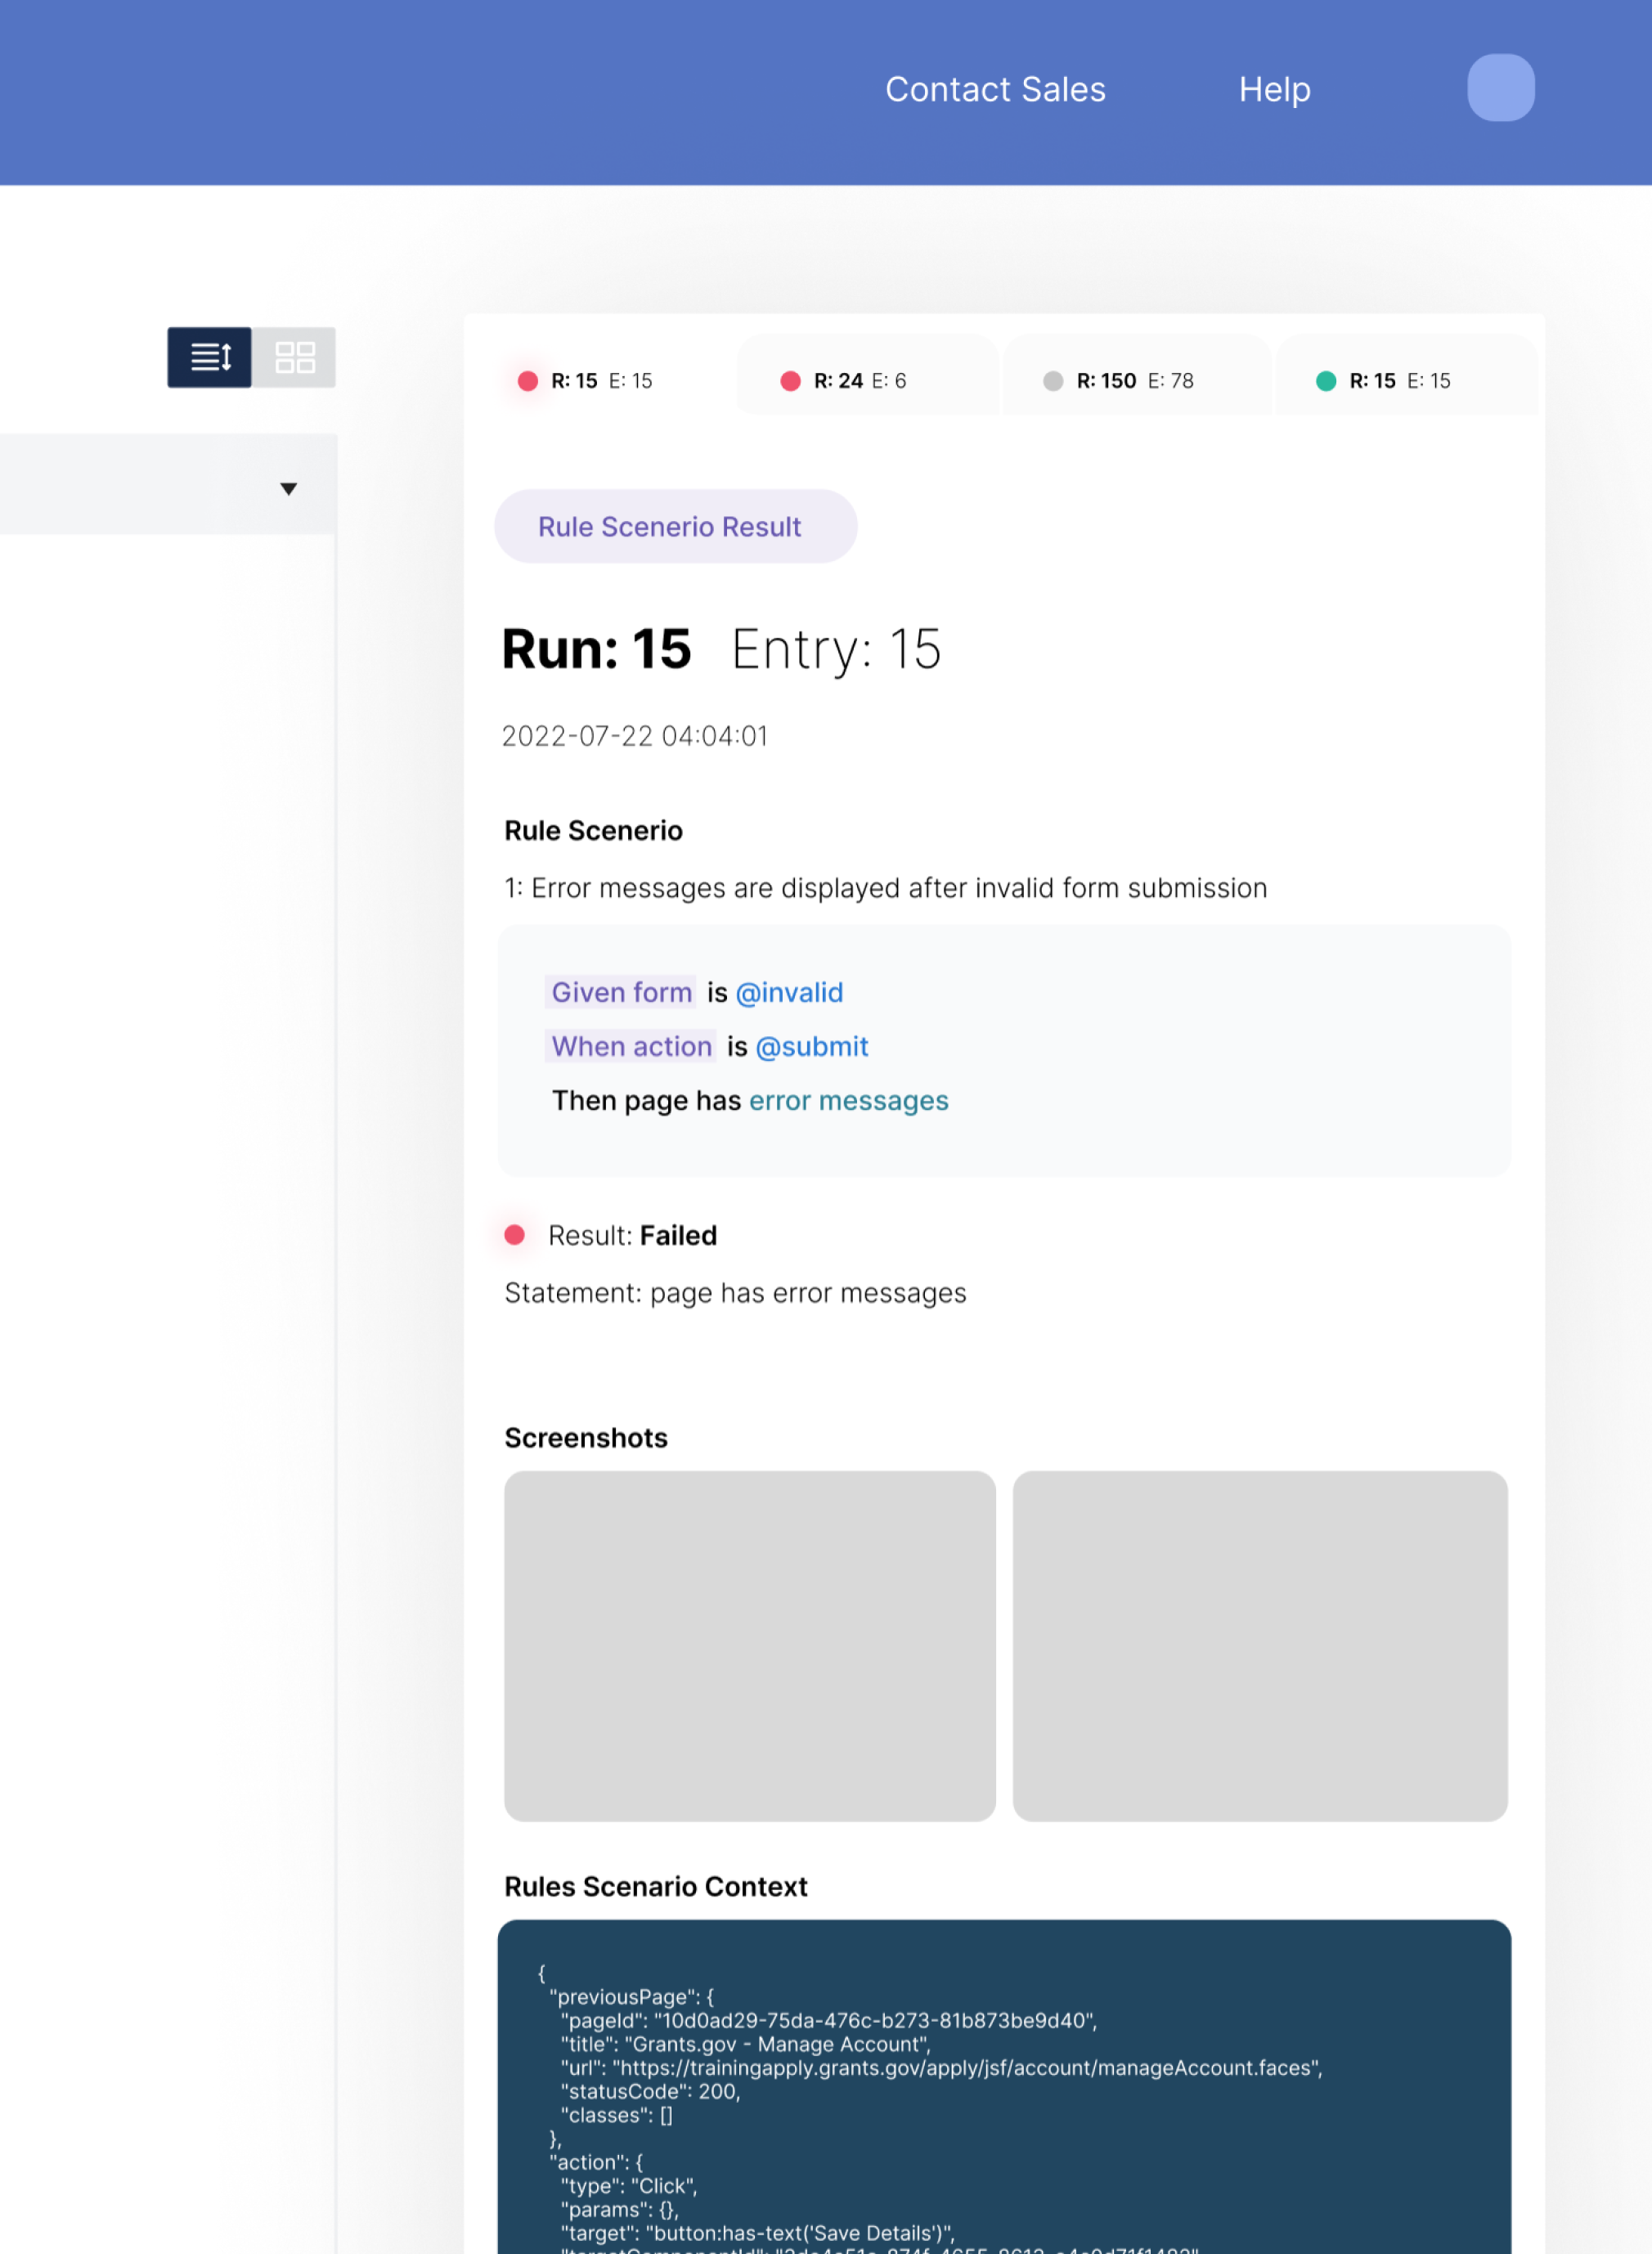 Contact Sales Help
R: 15 E: 15 R: 24 E: 6 R: 150 E: 78 R: 15 E: 15
Rule Scenerio Result
Run: 15 Entry: 15
2022-07-22 04:04:01
Rule Scenerio
1: Error messages are displayed after invalid form submission
Given form is @invalid
When action is @submit
Then page has error messages
Result: Failed
Statement: page has error messages
Screenshots
Rules Scenario Context
{
"previousPage": {
"pageId": "10d0ad29-75da-476c-b273-81b873be9d40",
"title": "Grants.gov - Manage Account",
"url": "https://trainingapply.grants.gov/apply/jsf/account/manageAccount.faces",
"statusCode": 200,
"classes": []
},
"action": {
"type": "Click",
"params": {},
"target": "button:has-text('Save Details')",